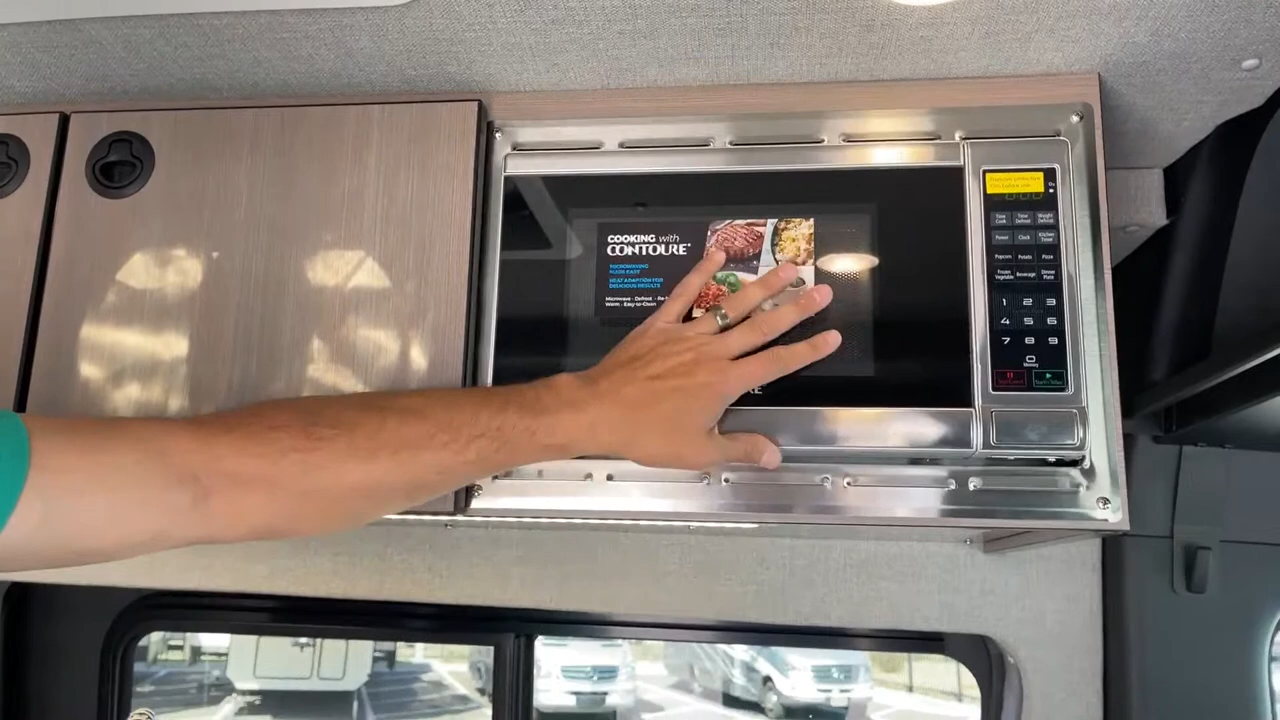 COOKING with
CONTOURE
MICROWAVING
MADE EASY
HEAT ADAPTION FOR
DELICIOUS RESULTS
Microwave - Defrost - Re-h
Warm - Easy-to-Clean
Time Cook
Time Defrost
Weight Defrost
Power
Clock
Kitchen Timer
Popcorn
Potato
Pizza
Frozen Vegetable
Beverage
Dinner Plate
1 2 3
4 5 6
7 8 9
0
Memory